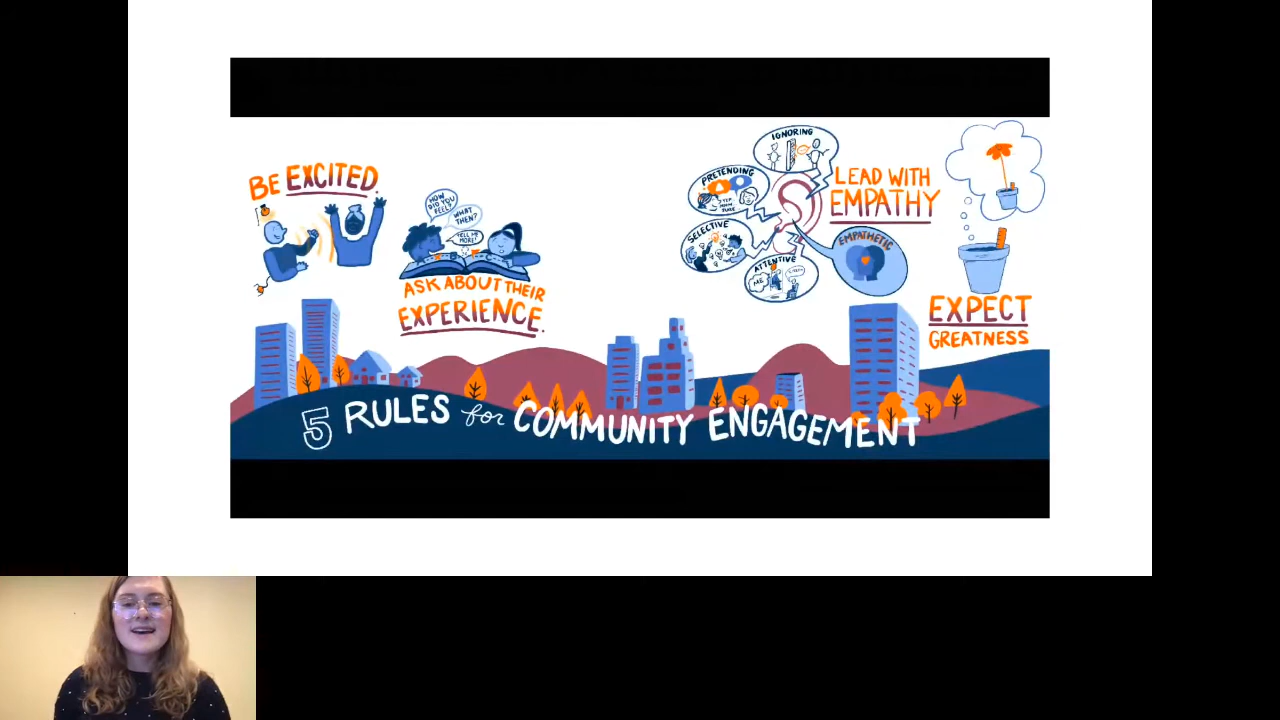 BE EXCITED.
HOW DID YOU FEEL?
WHAT THEN?
TELL ME MORE!
ASK ABOUT THEIR
EXPERIENCE.
IGNORING
PRETENDING
SELECTIVE
ATTENTIVE
ME
EMPATHETIC
LEAD WITH
EMPATHY
EXPECT
GREATNESS
5 RULES for COMMUNITY ENGAGEMENT